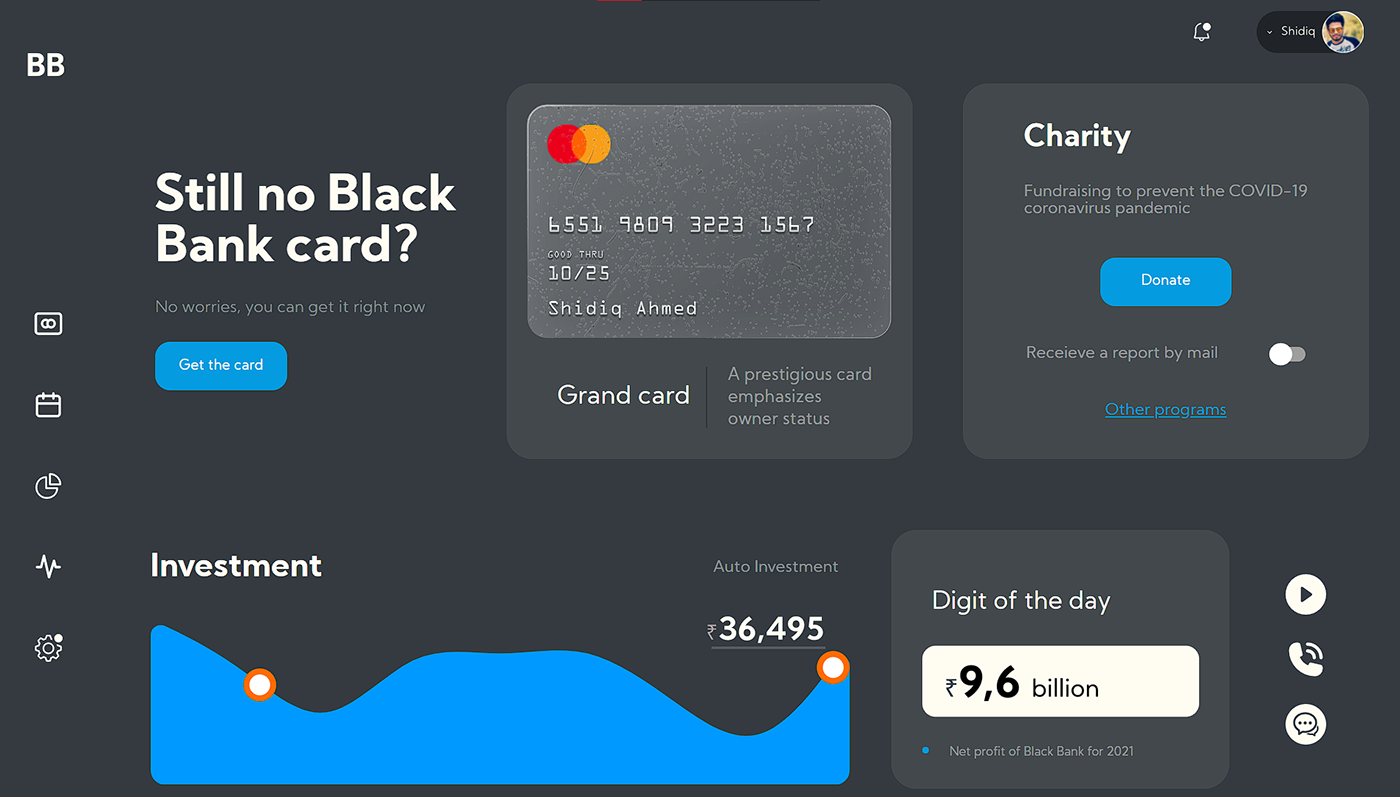 BB
Shidiq
Still no Black
Bank card?
No worries, you can get it right now
Get the card
6551 9809 3223 1567
GOOD THRU
10/25
Shidiq Ahmed
Grand card
A prestigious card
emphasizes
owner status
Charity
Fundraising to prevent the COVID-19
coronavirus pandemic
Donate
Receieve a report by mail
Other programs
Investment
Auto Investment
₹36,495
Digit of the day
₹9,6 billion
Net profit of Black Bank for 2021